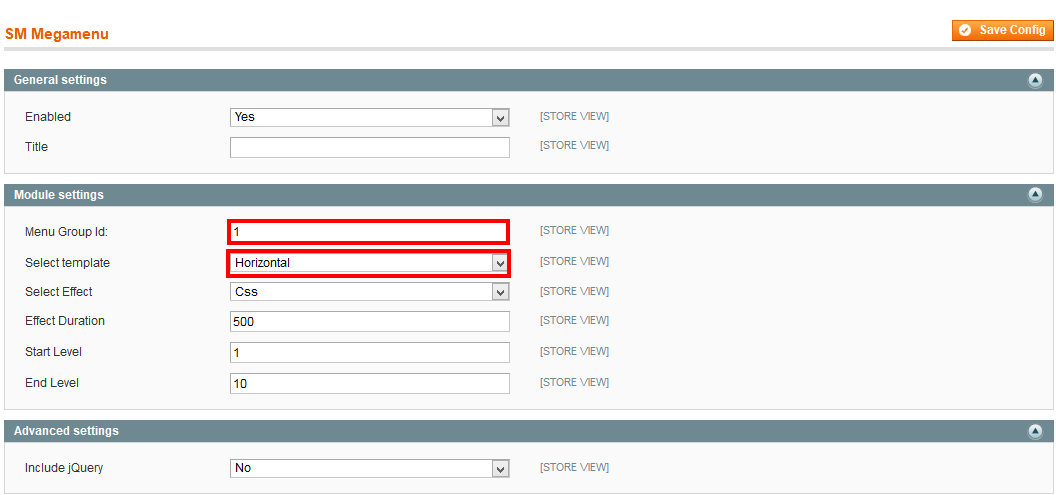 SM Megamenu
Save Config
General settings
Enabled Yes [STORE VIEW]
Title [STORE VIEW]
Module settings
Menu Group Id: 1 [STORE VIEW]
Select template Horizontal [STORE VIEW]
Select Effect Css [STORE VIEW]
Effect Duration 500 [STORE VIEW]
Start Level 1 [STORE VIEW]
End Level 10 [STORE VIEW]
Advanced settings
Include jQuery No [STORE VIEW]